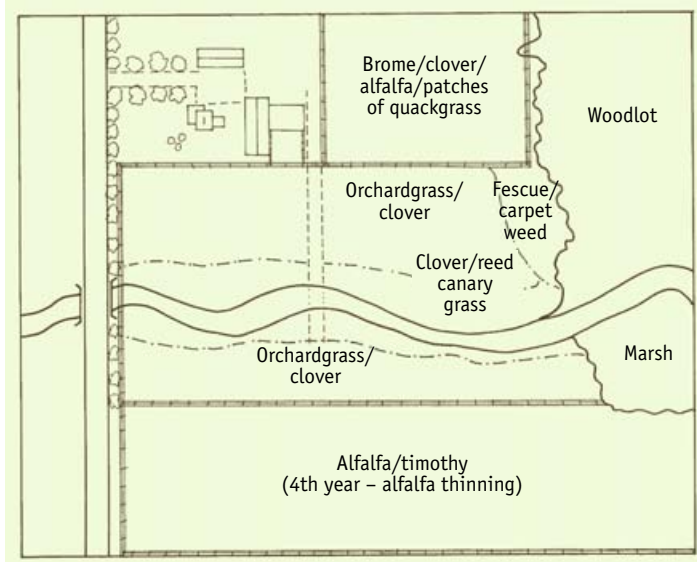 Brome/clover/
alfalfa/patches
of quackgrass
Woodlot
Orchardgrass/
clover
Fescue/
carpet
weed
Clover/reed
canary
grass
Orchardgrass/
clover
Marsh
Alfalfa/timothy
(4th year – alfalfa thinning)